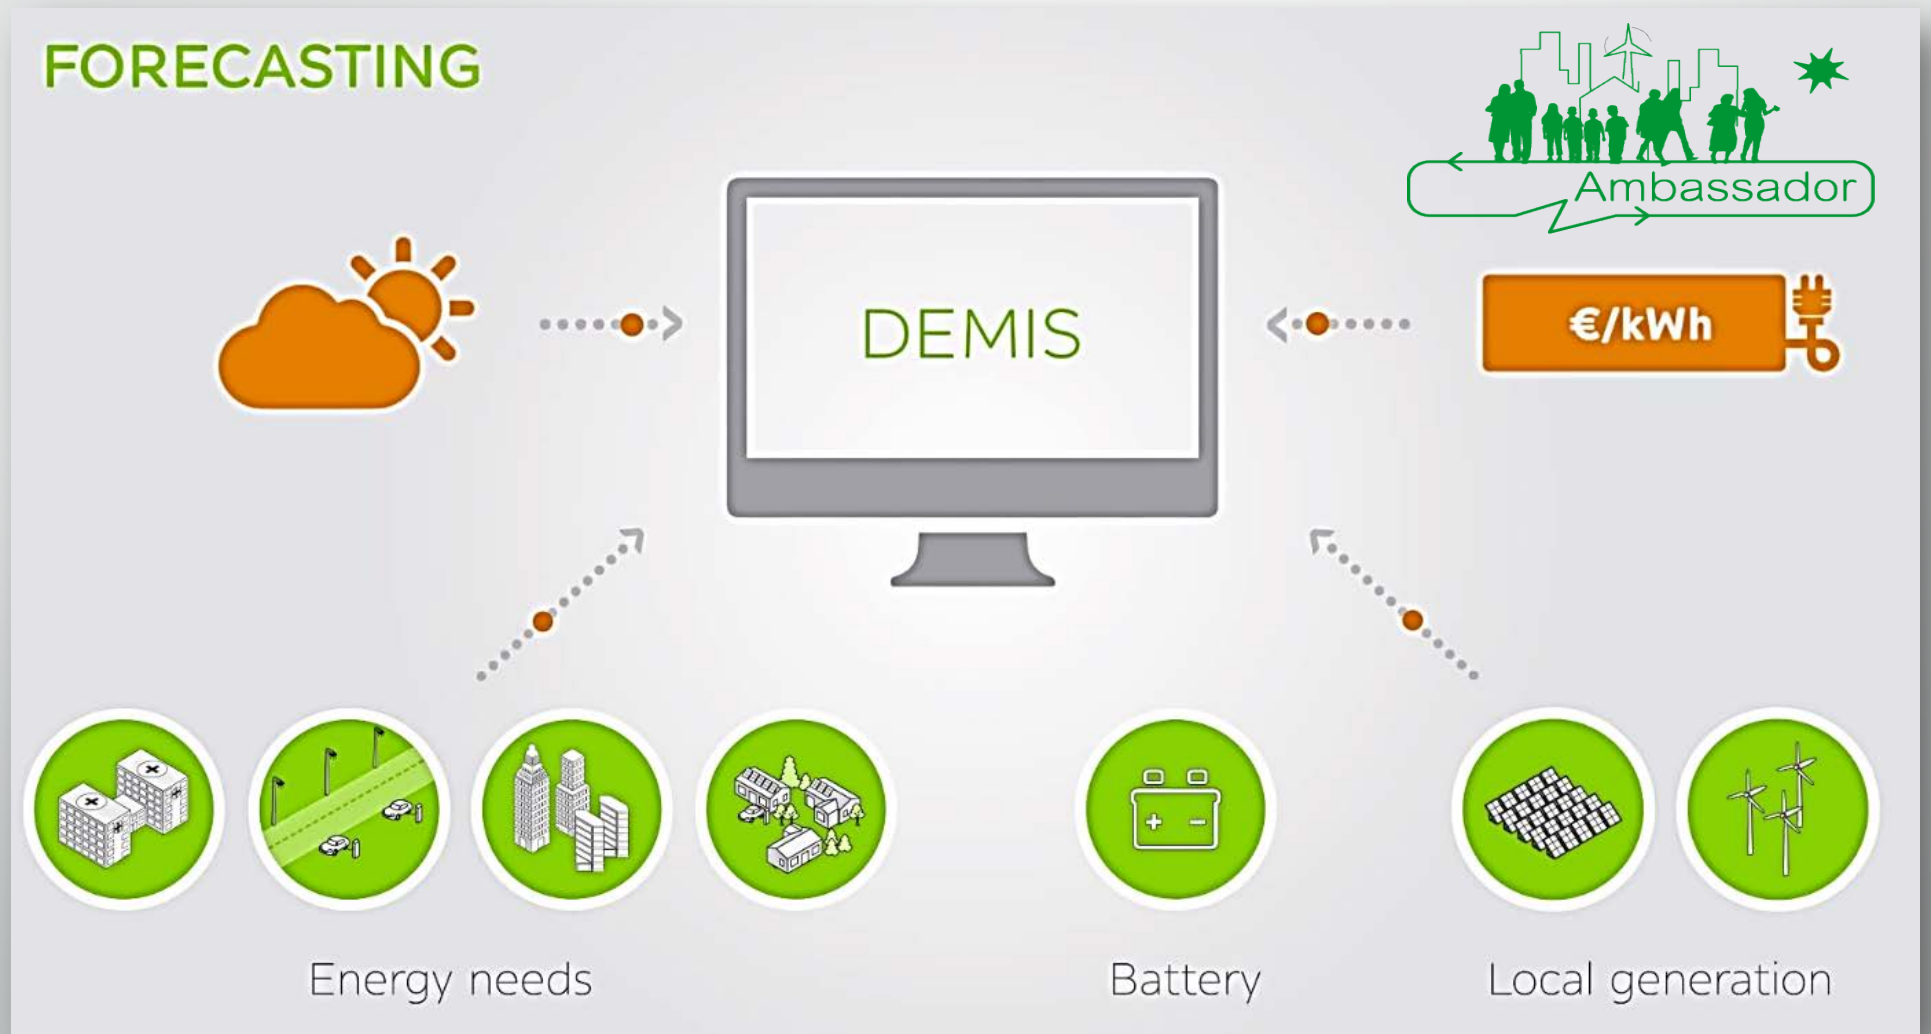 FORECASTING
Ambassador
DEMIS
€/kWh
Energy needs
Battery
Local generation